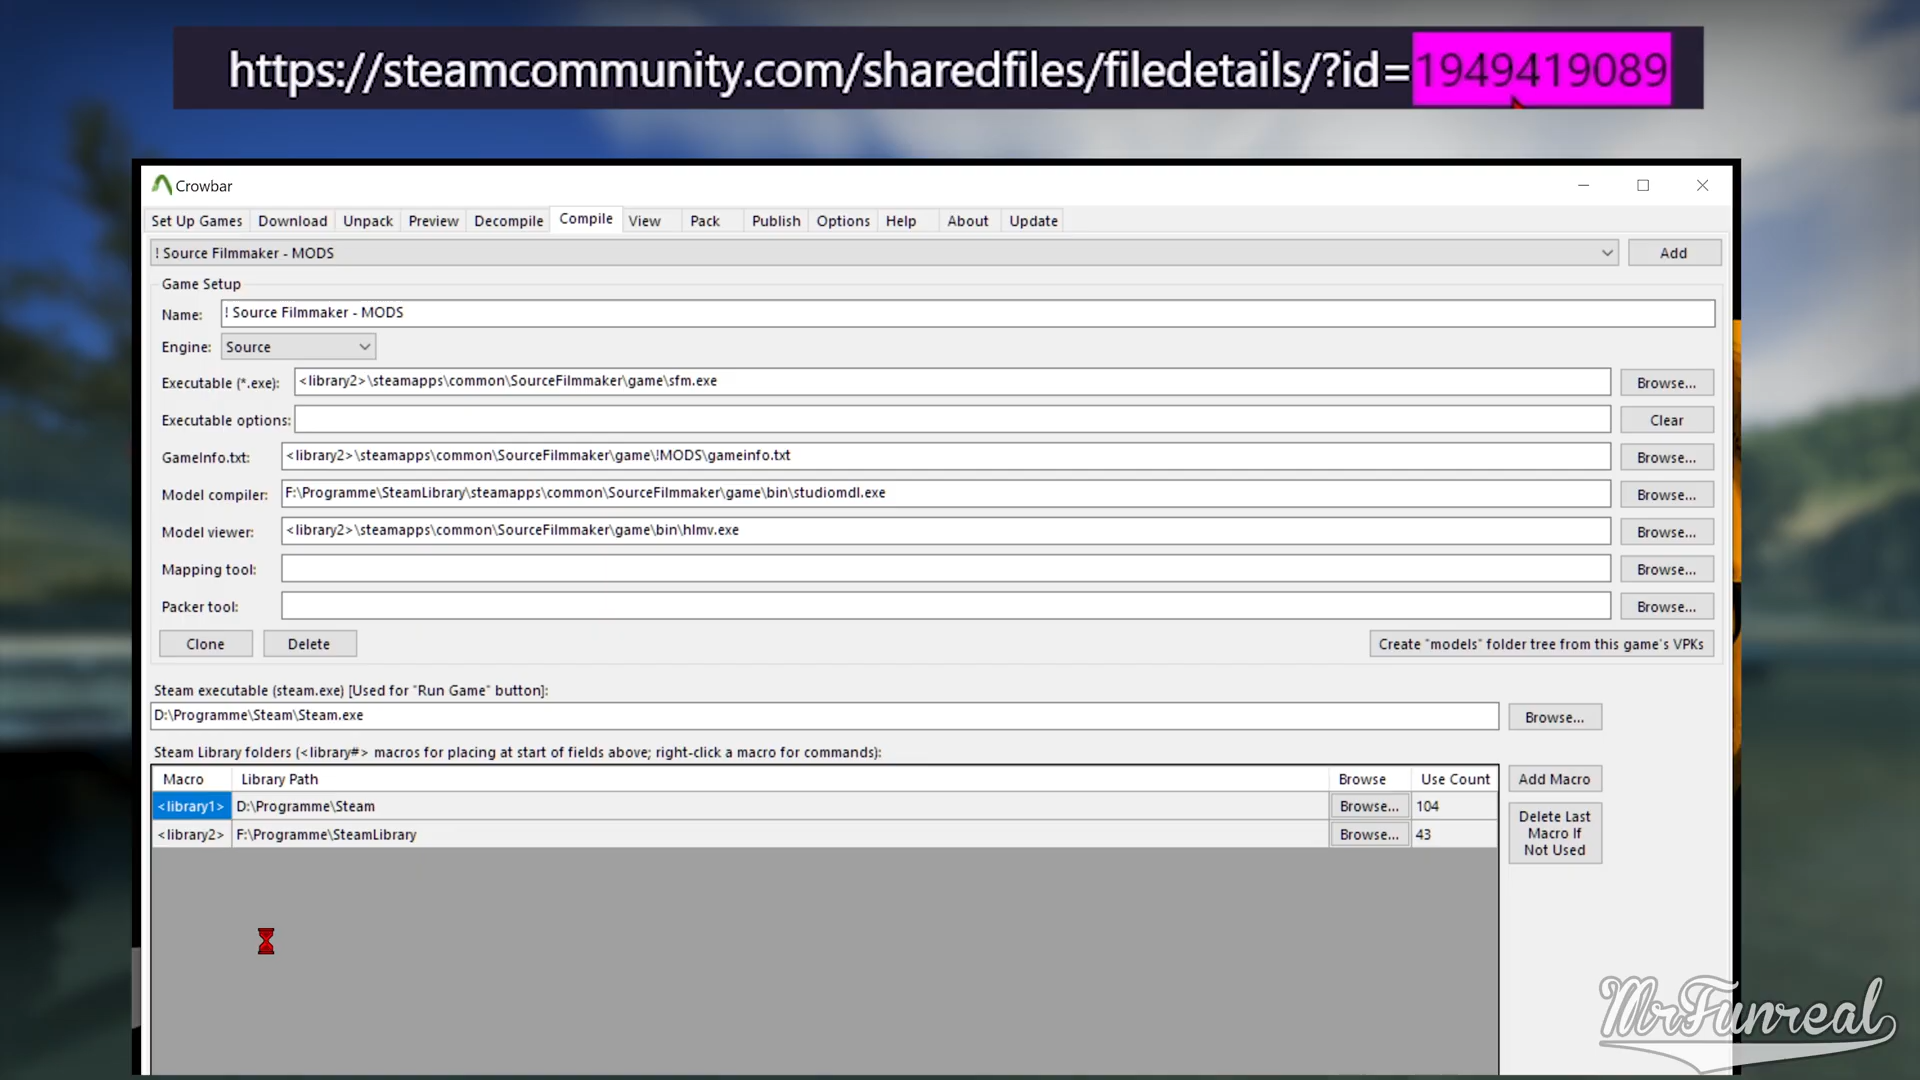 https://steamcommunity.com/sharedfiles/filedetails/?id=1949419089
Crowbar
Set Up Games Download Unpack Preview Decompile Compile View Pack Publish Options Help About Update
! Source Filmmaker - MODS Add
Game Setup
Name: ! Source Filmmaker - MODS
Engine: Source
Executable (*.exe): <library2>\steamapps\common\SourceFilmmaker\game\sfm.exe Browse...
Executable options: Clear
GameInfo.txt: <library2>\steamapps\common\SourceFilmmaker\game\!MODS\gameinfo.txt Browse...
Model compiler: F:\Programme\SteamLibrary\steamapps\common\SourceFilmmaker\game\bin\studiomdl.exe Browse...
Model viewer: <library2>\steamapps\common\SourceFilmmaker\game\bin\hlmv.exe Browse...
Mapping tool: Browse...
Packer tool: Browse...
Clone Delete Create "models" folder tree from this game's VPKs
Steam executable (steam.exe) [Used for "Run Game" button]:
D:\Programme\Steam\Steam.exe Browse...
Steam Library folders (<library#> macros for placing at start of fields above; right-click a macro for commands):
Macro Library Path Browse Use Count Add Macro
<library1> D:\Programme\Steam Browse... 104
<library2> F:\Programme\SteamLibrary Browse... 43
Delete Last
Macro If
Not Used
MrFunreal